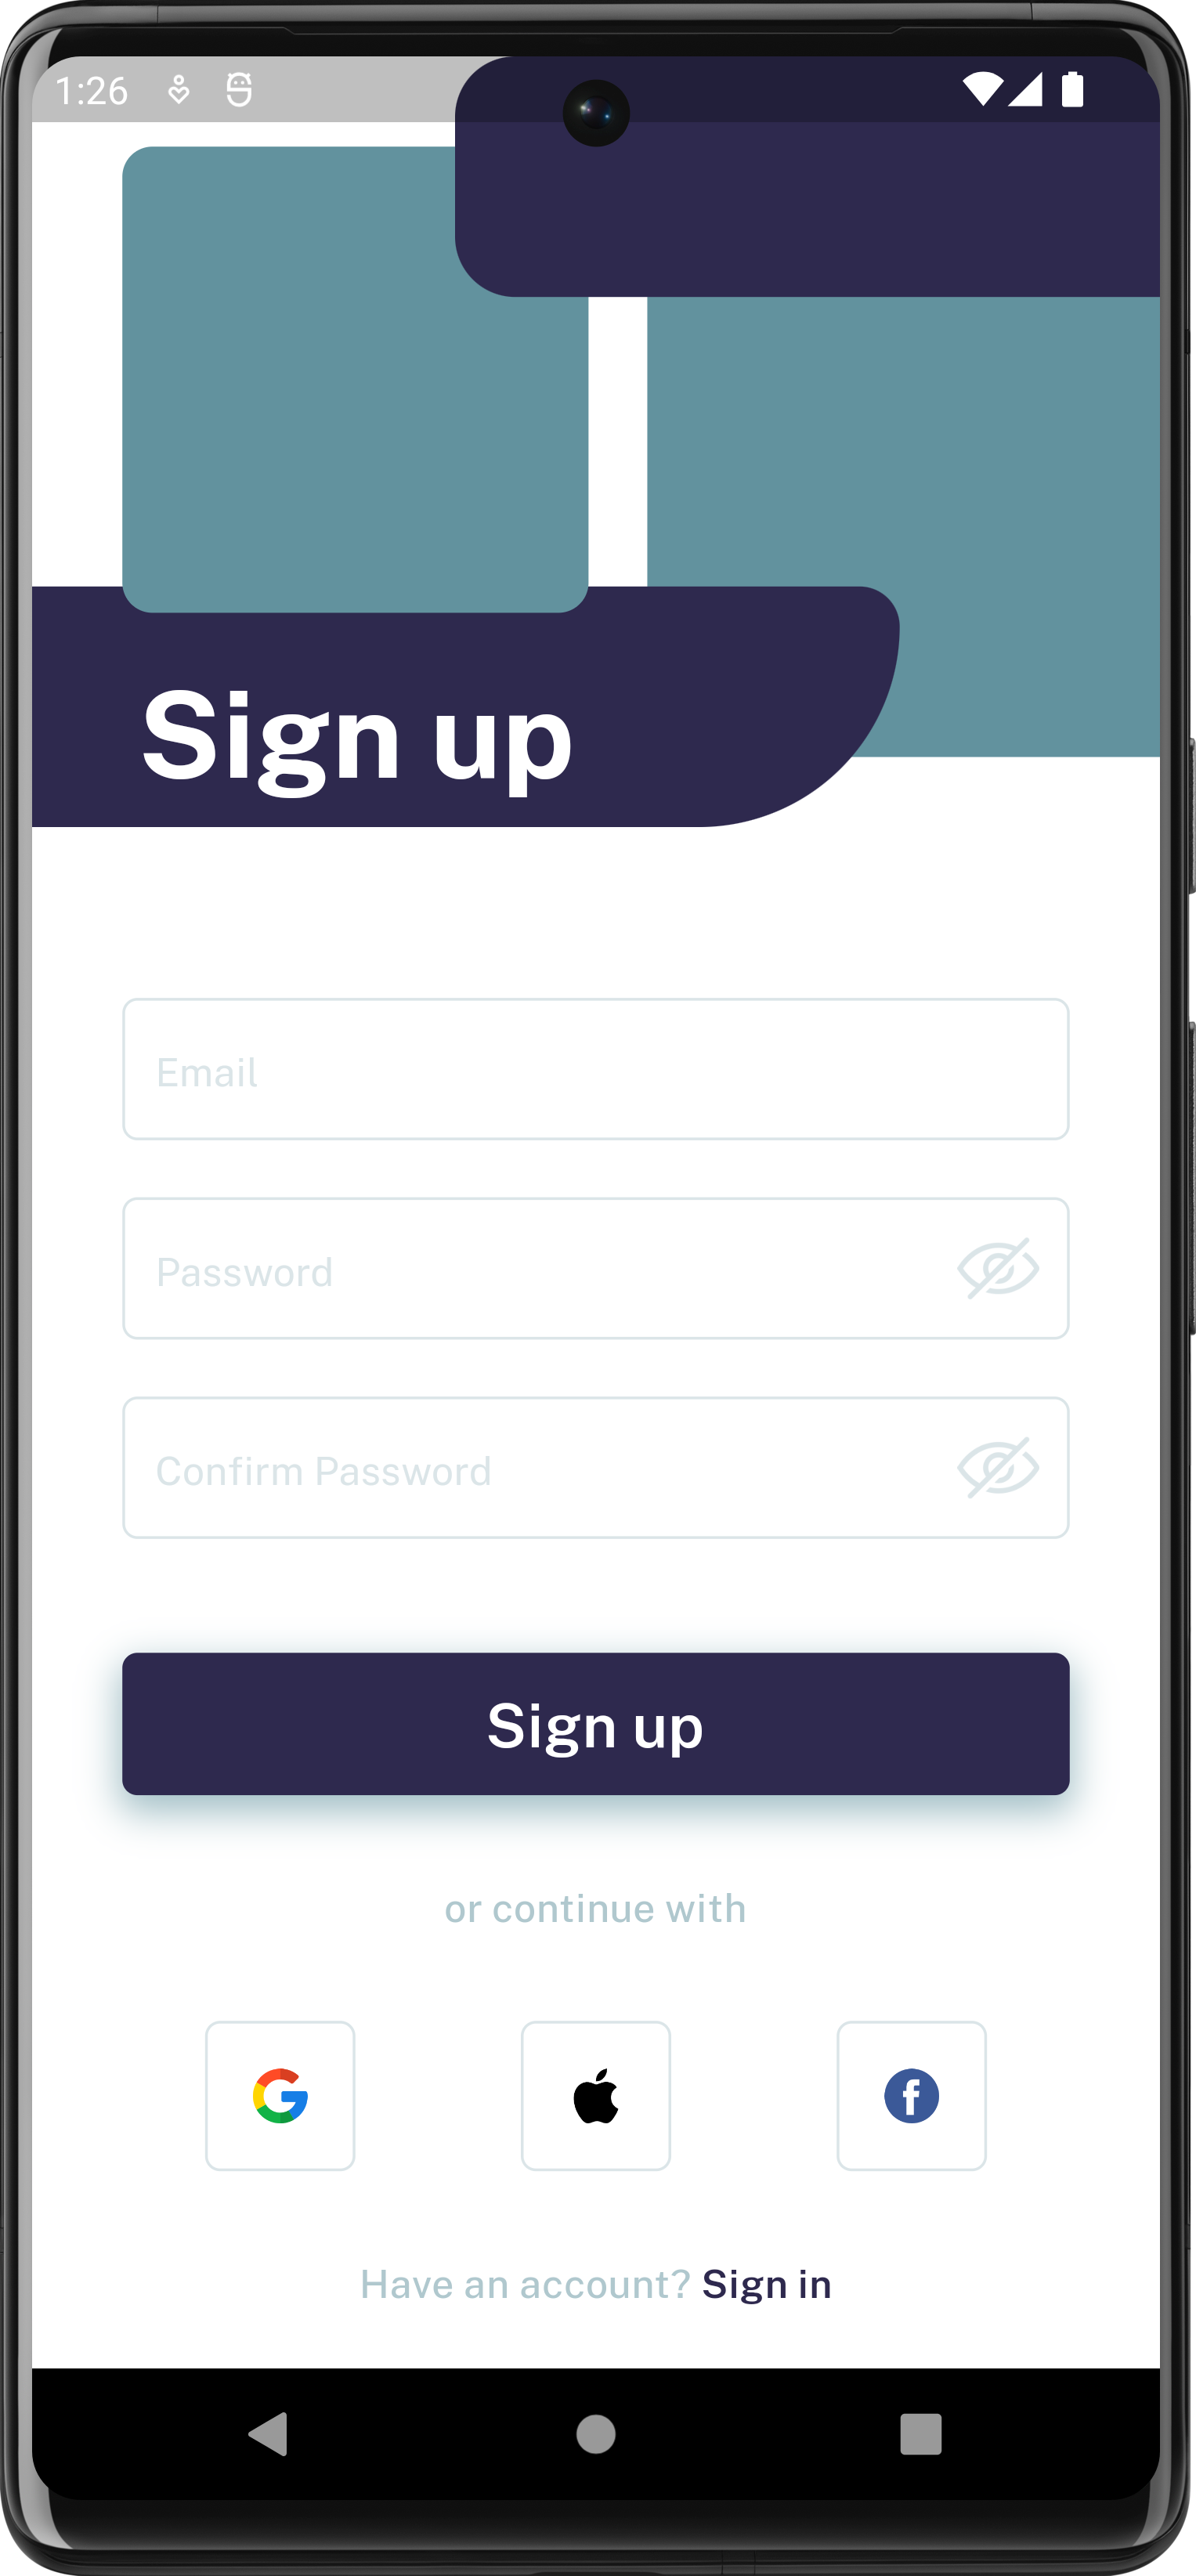 1:26
Sign up
Email
Password
Confirm Password
Sign up
or continue with
Have an account? Sign in